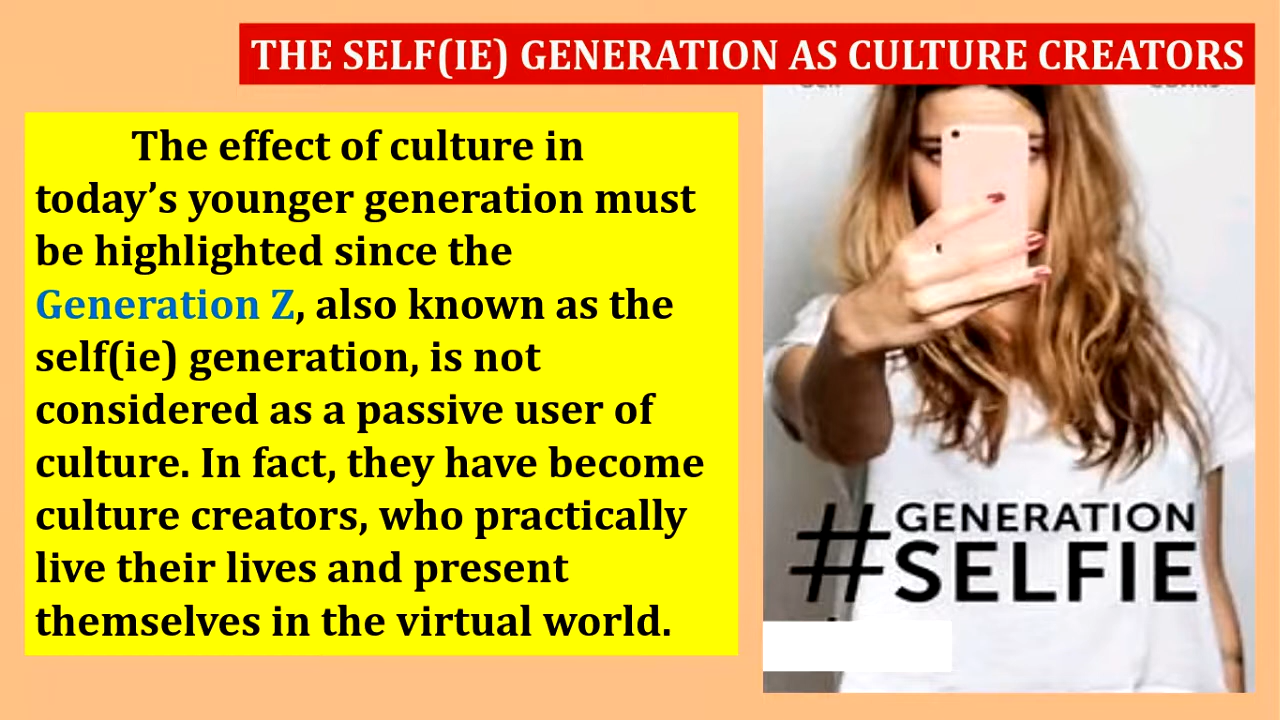 THE SELF(IE) GENERATION AS CULTURE CREATORS
The effect of culture in
today’s younger generation must
be highlighted since the
Generation Z, also known as the
self(ie) generation, is not
considered as a passive user of
culture. In fact, they have become
culture creators, who practically
live their lives and present
themselves in the virtual world.
#GENERATION
SELFIE